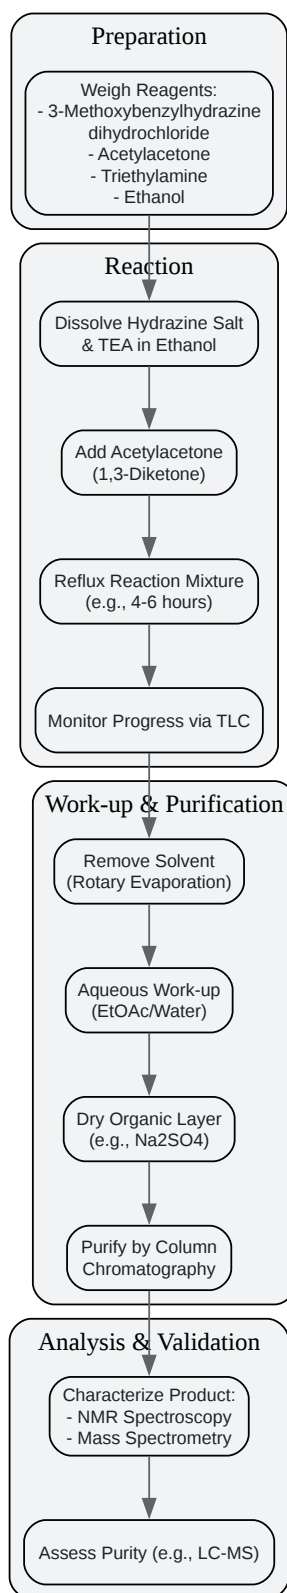 Preparation
Weigh Reagents:
- 3-Methoxybenzylhydrazine
dihydrochloride
- Acetylacetone
- Triethylamine
- Ethanol
Reaction
Dissolve Hydrazine Salt
& TEA in Ethanol
Add Acetylacetone
(1,3-Diketone)
Reflux Reaction Mixture
(e.g., 4-6 hours)
Monitor Progress via TLC
Work-up & Purification
Remove Solvent
(Rotary Evaporation)
Aqueous Work-up
(EtOAc/Water)
Dry Organic Layer
(e.g., Na2SO4)
Purify by Column
Chromatography
Analysis & Validation
Characterize Product:
- NMR Spectroscopy
- Mass Spectrometry
Assess Purity (e.g., LC-MS)